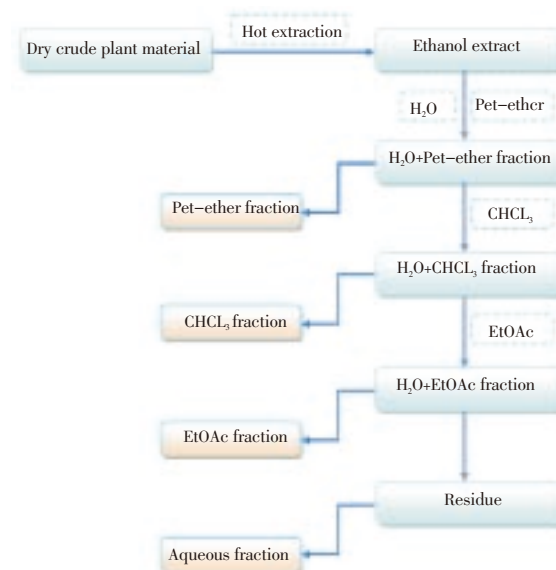 Hot extraction
Dry crude plant material
Ethanol extract
H₂O
Pet−ethcr
H₂O+Pet−ether fraction
Pet−ether fraction
CHCL₃
H₂O+CHCL₃ fraction
CHCL₃ fraction
EtOAc
H₂O+EtOAc fraction
EtOAc fraction
Residue
Aqueous fraction